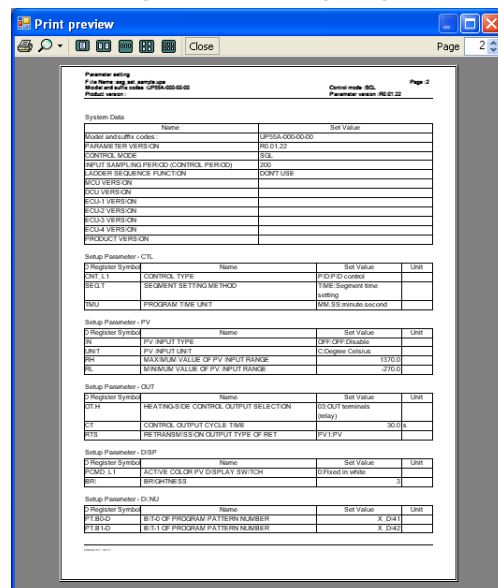 Print preview
Close Page 2
Parameter setting
File Name :seg_set_sample.upa Page :2
Model and suffix codes :UP55A-000-00-00 Control mode :SGL
Product version : Parameter version :R0.01.22
System Data
Name Set Value
Model and suffix codes : UP55A-000-00-00
PARAMETER VERSION R0.01.22
CONTROL MODE SGL
INPUT SAMPLING PERIOD (CONTROL PERIOD) 200
LADDER SEQUENCE FUNCTION DON'T USE
MCU VERSION
DCU VERSION
ECU-1 VERSION
ECU-2 VERSION
ECU-3 VERSION
ECU-4 VERSION
PRODUCT VERSION
Setup Parameter - CTL
D Register Symbol Name Set Value Unit
CNT_L1 CONTROL TYPE PID:PID control
SEG.T SEGMENT SETTING METHOD TIME:Segment time
setting
TMU PROGRAM TIME UNIT MM.SS:minute.second
Setup Parameter - PV
D Register Symbol Name Set Value Unit
IN PV INPUT TYPE OFF:OFF:Disable
UNIT PV INPUT UNIT C:Degree Celsius
RH MAXIMUM VALUE OF PV INPUT RANGE 1370.0
RL MINIMUM VALUE OF PV INPUT RANGE -270.0
Setup Parameter - OUT
D Register Symbol Name Set Value Unit
OT.H HEATING-SIDE CONTROL OUTPUT SELECTION 03:OUT terminals
(relay)
CT CONTROL OUTPUT CYCLE TIME 30.0 s
RTS RETRANSMISSION OUTPUT TYPE OF RET PV1:PV
Setup Parameter - DISP
D Register Symbol Name Set Value Unit
PCMD_L1 ACTIVE COLOR PV DISPLAY SWITCH 0:Fixed in white
BRI BRIGHTNESS 3
Setup Parameter - DI.NU
D Register Symbol Name Set Value Unit
PT.B0-D BIT-0 OF PROGRAM PATTERN NUMBER X_DI41
PT.B1-D BIT-1 OF PROGRAM PATTERN NUMBER X_DI42